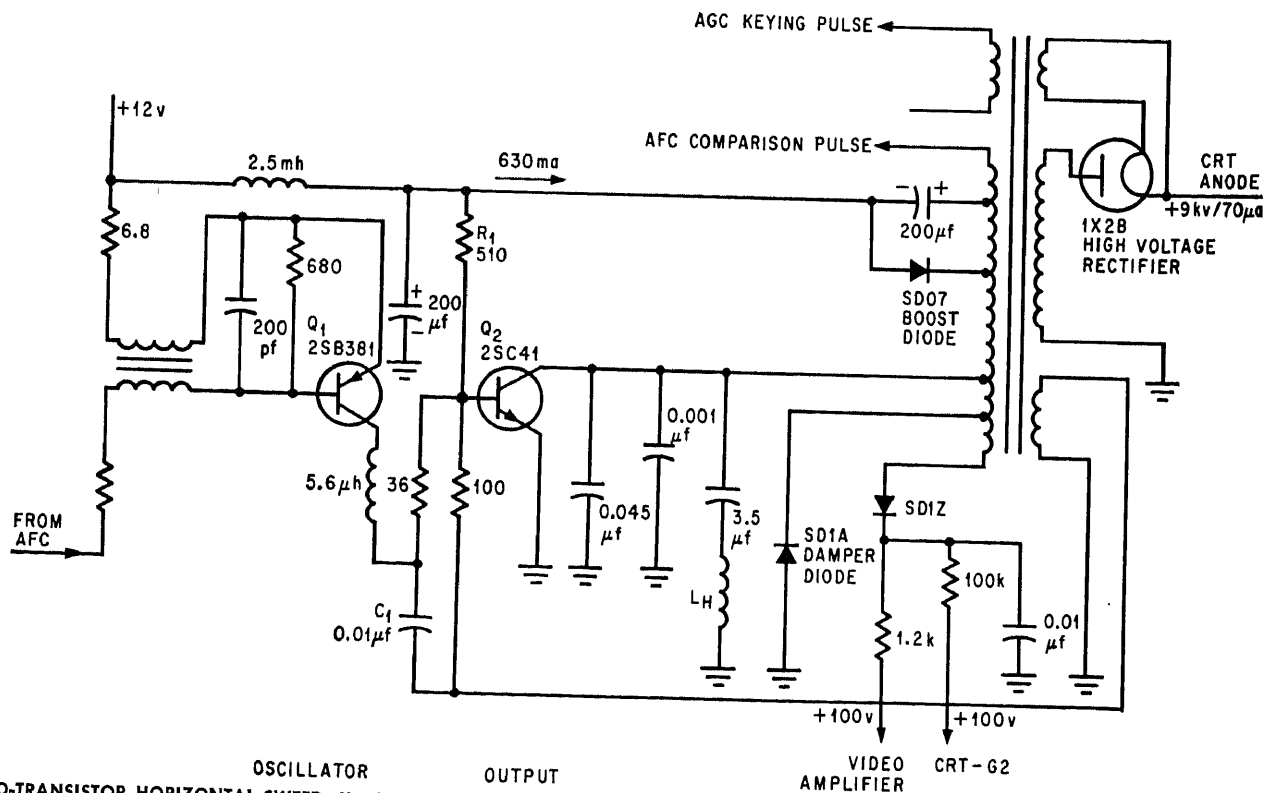 AGC KEYING PULSE
+12v
AFC COMPARISON PULSE
2.5mh
630ma
CRT
ANODE
+9kv/70μa
6.8
R1
510
200μf
1X2B
HIGH VOLTAGE
RECTIFIER
680
+
200
μf
-
SD07
BOOST
DIODE
200
pf
Q1
2SB381
Q2
2SC41
0.001
μf
5.6μh
36
100
0.045
μf
3.5
μf
SD1Z
FROM
AFC
SD1A
DAMPER
DIODE
100k
LH
C1
0.01μf
1.2k
0.01
μf
+100v
+100v
VIDEO
AMPLIFIER
CRT-G2
OSCILLATOR
OUTPUT